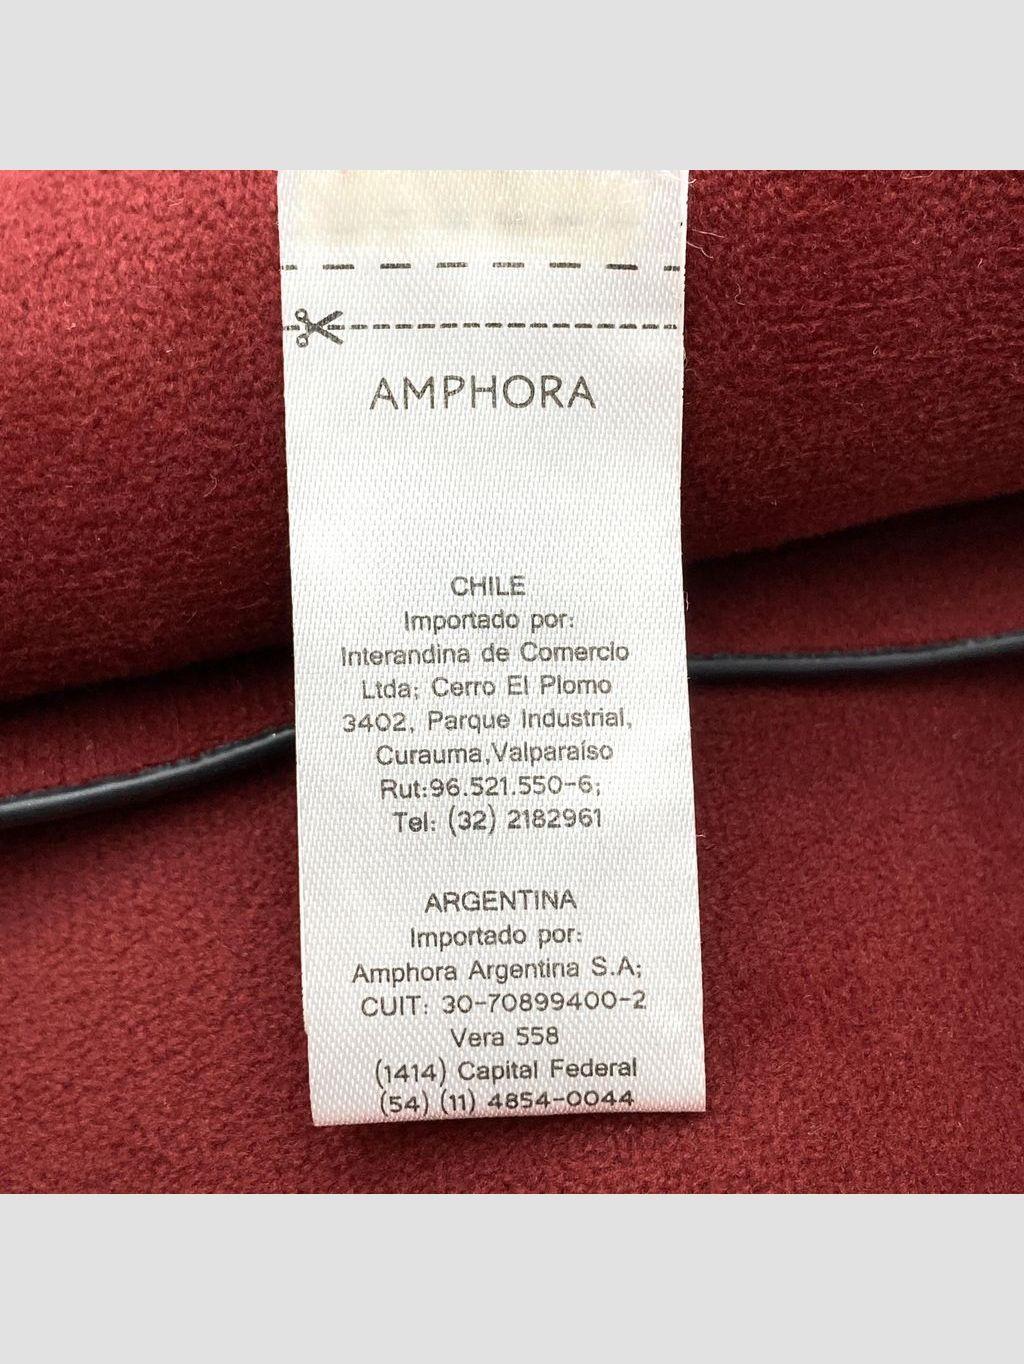 AMPHORA
CHILE
Importado por:
Interandina de Comercio
Ltda; Cerro El Plomo
3402, Parque Industrial,
Curauma,Valparaíso
Rut:96.521.550-6;
Tel: (32) 2182961
ARGENTINA
Importado por:
Amphora Argentina S.A;
CUIT: 30-70899400-2
Vera 558
(1414) Capital Federal
(54) (11) 4854-0044